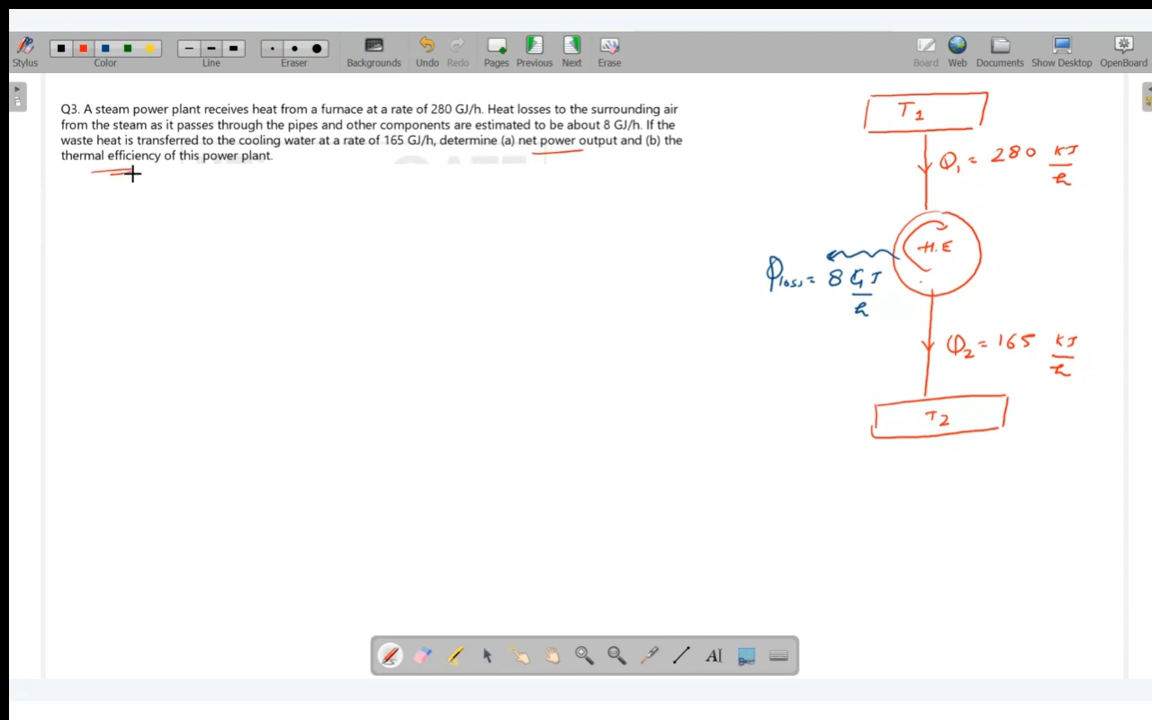 Stylus
Color
Line
Eraser
Backgrounds
Undo
Redo
Pages
Previous
Next
Erase
Board
Web
Documents
Show Desktop
OpenBoard
Q3. A steam power plant receives heat from a furnace at a rate of 280 GJ/h. Heat losses to the surrounding air
from the steam as it passes through the pipes and other components are estimated to be about 8 GJ/h. If the
waste heat is transferred to the cooling water at a rate of 165 GJ/h, determine (a) net power output and (b) the
thermal efficiency of this power plant.
T1
Q1 = 280 KJ/h
H.E
Qloss = 8 GJ/h
Q2 = 165 KJ/h
T2
AI